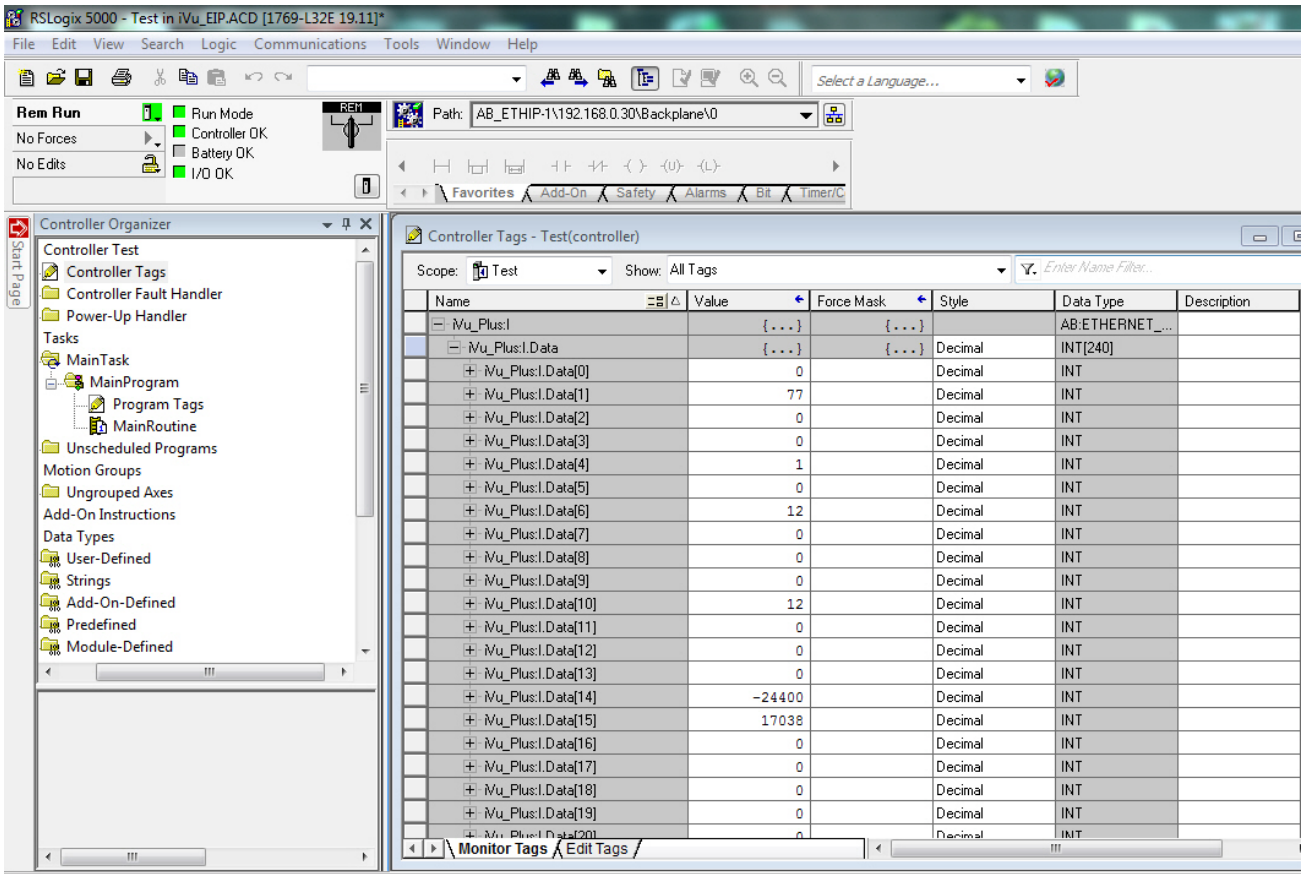 RSLogix 5000 - Test in iVu_EIP.ACD [1769-L32E 19.11]*
File Edit View Search Logic Communications Tools Window Help
Select a Language...
Rem Run
No Forces
No Edits
Run Mode
Controller OK
Battery OK
I/O OK
REM
Path: AB_ETHIP-1\192.168.0.30\Backplane\0
Favorites Add-On Safety Alarms Bit Timer/C
Start Page
Controller Organizer
Controller Test
Controller Tags
Controller Fault Handler
Power-Up Handler
Tasks
MainTask
MainProgram
Program Tags
MainRoutine
Unscheduled Programs
Motion Groups
Ungrouped Axes
Add-On Instructions
Data Types
User-Defined
Strings
Add-On-Defined
Predefined
Module-Defined
Controller Tags - Test(controller)
Scope: Test Show: All Tags Enter Name Filter...
Name Value Force Mask Style Data Type Description
iVu_Plus:I {...} {...} AB:ETHERNET_...
iVu_Plus:I.Data {...} {...} Decimal INT[240]
iVu_Plus:I.Data[0] 0 Decimal INT
iVu_Plus:I.Data[1] 77 Decimal INT
iVu_Plus:I.Data[2] 0 Decimal INT
iVu_Plus:I.Data[3] 0 Decimal INT
iVu_Plus:I.Data[4] 1 Decimal INT
iVu_Plus:I.Data[5] 0 Decimal INT
iVu_Plus:I.Data[6] 12 Decimal INT
iVu_Plus:I.Data[7] 0 Decimal INT
iVu_Plus:I.Data[8] 0 Decimal INT
iVu_Plus:I.Data[9] 0 Decimal INT
iVu_Plus:I.Data[10] 12 Decimal INT
iVu_Plus:I.Data[11] 0 Decimal INT
iVu_Plus:I.Data[12] 0 Decimal INT
iVu_Plus:I.Data[13] 0 Decimal INT
iVu_Plus:I.Data[14] -24400 Decimal INT
iVu_Plus:I.Data[15] 17038 Decimal INT
iVu_Plus:I.Data[16] 0 Decimal INT
iVu_Plus:I.Data[17] 0 Decimal INT
iVu_Plus:I.Data[18] 0 Decimal INT
iVu_Plus:I.Data[19] 0 Decimal INT
iVu_Plus:I.Data[20] 0 Decimal INT
Monitor Tags Edit Tags